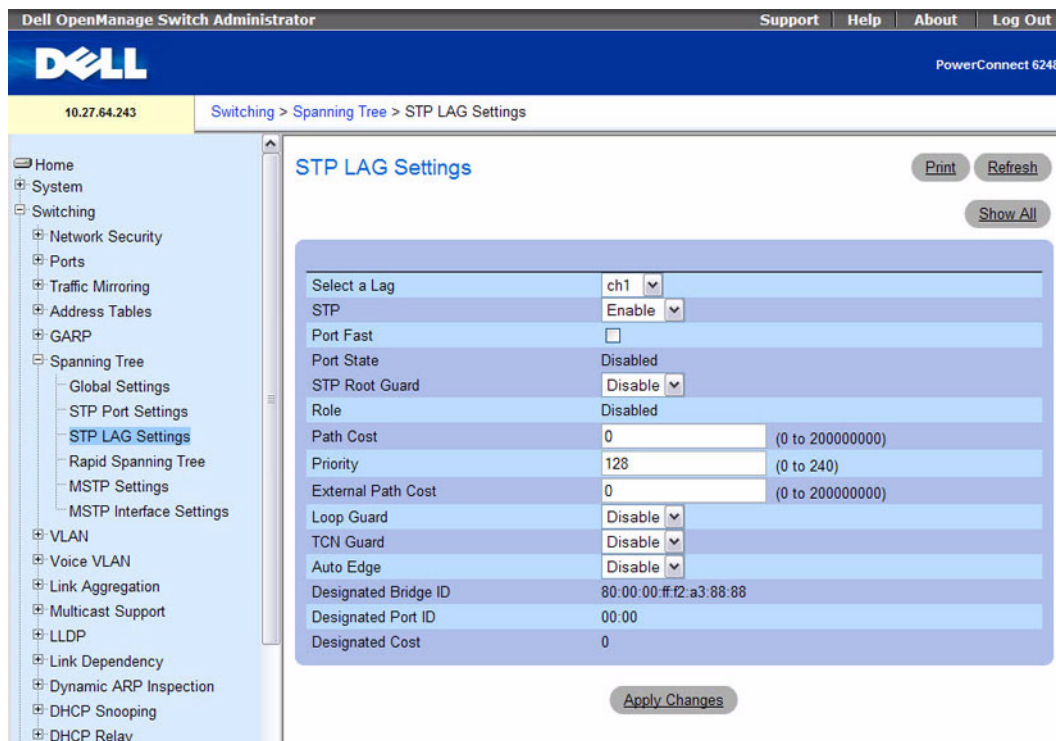 Dell OpenManage Switch Administrator Support Help About Log Out
DELL
PowerConnect 6248
10.27.64.243
Switching > Spanning Tree > STP LAG Settings
Home
System
Switching
Network Security
Ports
Traffic Mirroring
Address Tables
GARP
Spanning Tree
Global Settings
STP Port Settings
STP LAG Settings
Rapid Spanning Tree
MSTP Settings
MSTP Interface Settings
VLAN
Voice VLAN
Link Aggregation
Multicast Support
LLDP
Link Dependency
Dynamic ARP Inspection
DHCP Snooping
DHCP Relay
STP LAG Settings
Print Refresh
Show All
Select a Lag ch1
STP Enable
Port Fast
Port State Disabled
STP Root Guard Disable
Role Disabled
Path Cost 0 (0 to 200000000)
Priority 128 (0 to 240)
External Path Cost 0 (0 to 200000000)
Loop Guard Disable
TCN Guard Disable
Auto Edge Disable
Designated Bridge ID 80:00:00:ff:f2:a3:88:88
Designated Port ID 00:00
Designated Cost 0
Apply Changes